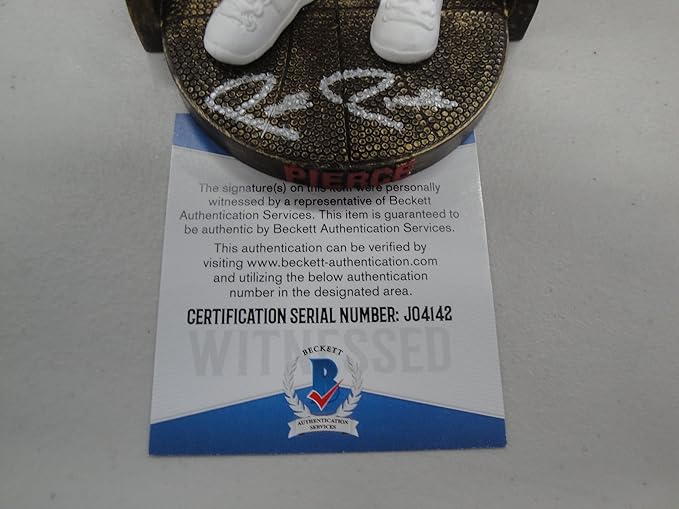 PIERCE
The signature(s) on this item were personally
witnessed by a representative of Beckett
Authentication Services. This item is guaranteed to
be authentic by Beckett Authentication Services.
This authentication can be verified by
visiting www.beckett-authentication.com
and utilizing the below authentication
number in the designated area.
CERTIFICATION SERIAL NUMBER: J04142
WITNESSED
BECKETT
B
AUTHENTICATION
SERVICES